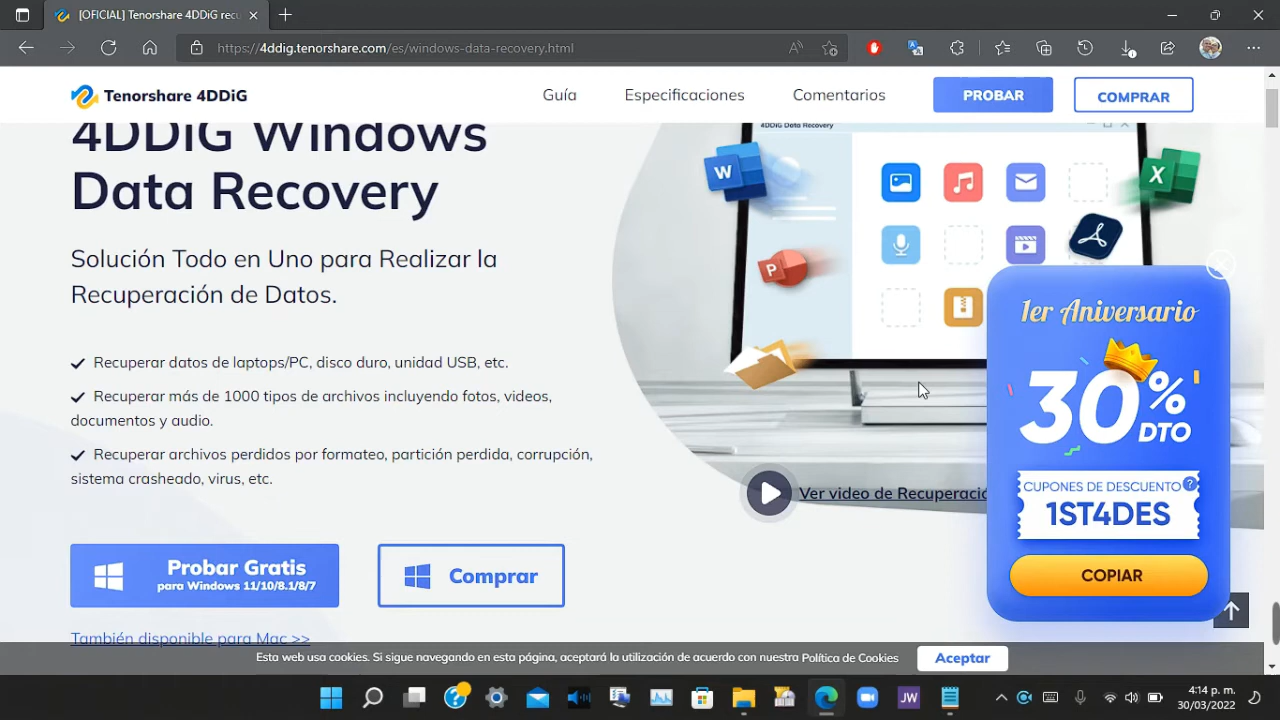 [OFICIAL] Tenorshare 4DDiG recu
https://4ddig.tenorshare.com/es/windows-data-recovery.html
Tenorshare 4DDiG
Guía
Especificaciones
Comentarios
PROBAR
COMPRAR
4DDiG Windows
Data Recovery
Solución Todo en Uno para Realizar la
Recuperación de Datos.
✓ Recuperar datos de laptops/PC, disco duro, unidad USB, etc.
✓ Recuperar más de 1000 tipos de archivos incluyendo fotos, videos,
documentos y audio.
✓ Recuperar archivos perdidos por formateo, partición perdida, corrupción,
sistema crasheado, virus, etc.
Probar Gratis
para Windows 11/10/8.1/8/7
Comprar
También disponible para Mac >>
4DDiG Data Recovery
W
X
P
Ver video de Recuperació
1er Aniversario
30%
DTO
CUPONES DE DESCUENTO ?
1ST4DES
COPIAR
Esta web usa cookies. Si sigue navegando en esta página, aceptará la utilización de acuerdo con nuestra Política de Cookies
Aceptar
JW
4:14 p. m.
30/03/2022